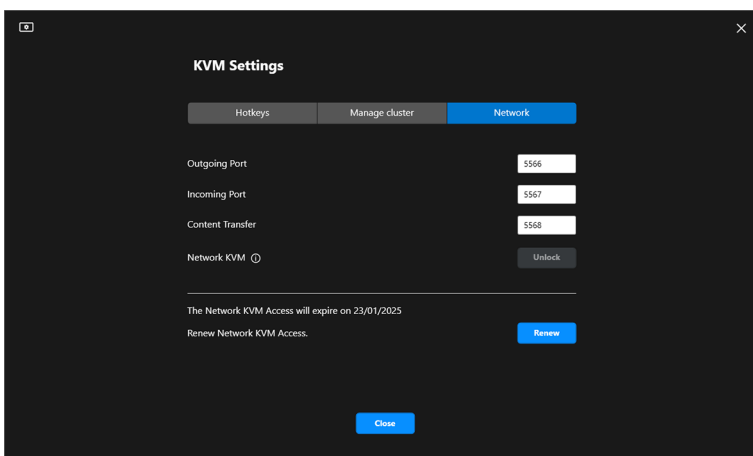 KVM Settings
Hotkeys
Manage cluster
Network
Outgoing Port
5566
Incoming Port
5567
Content Transfer
5568
Network KVM
Unlock
The Network KVM Access will expire on 23/01/2025
Renew Network KVM Access.
Renew
Close